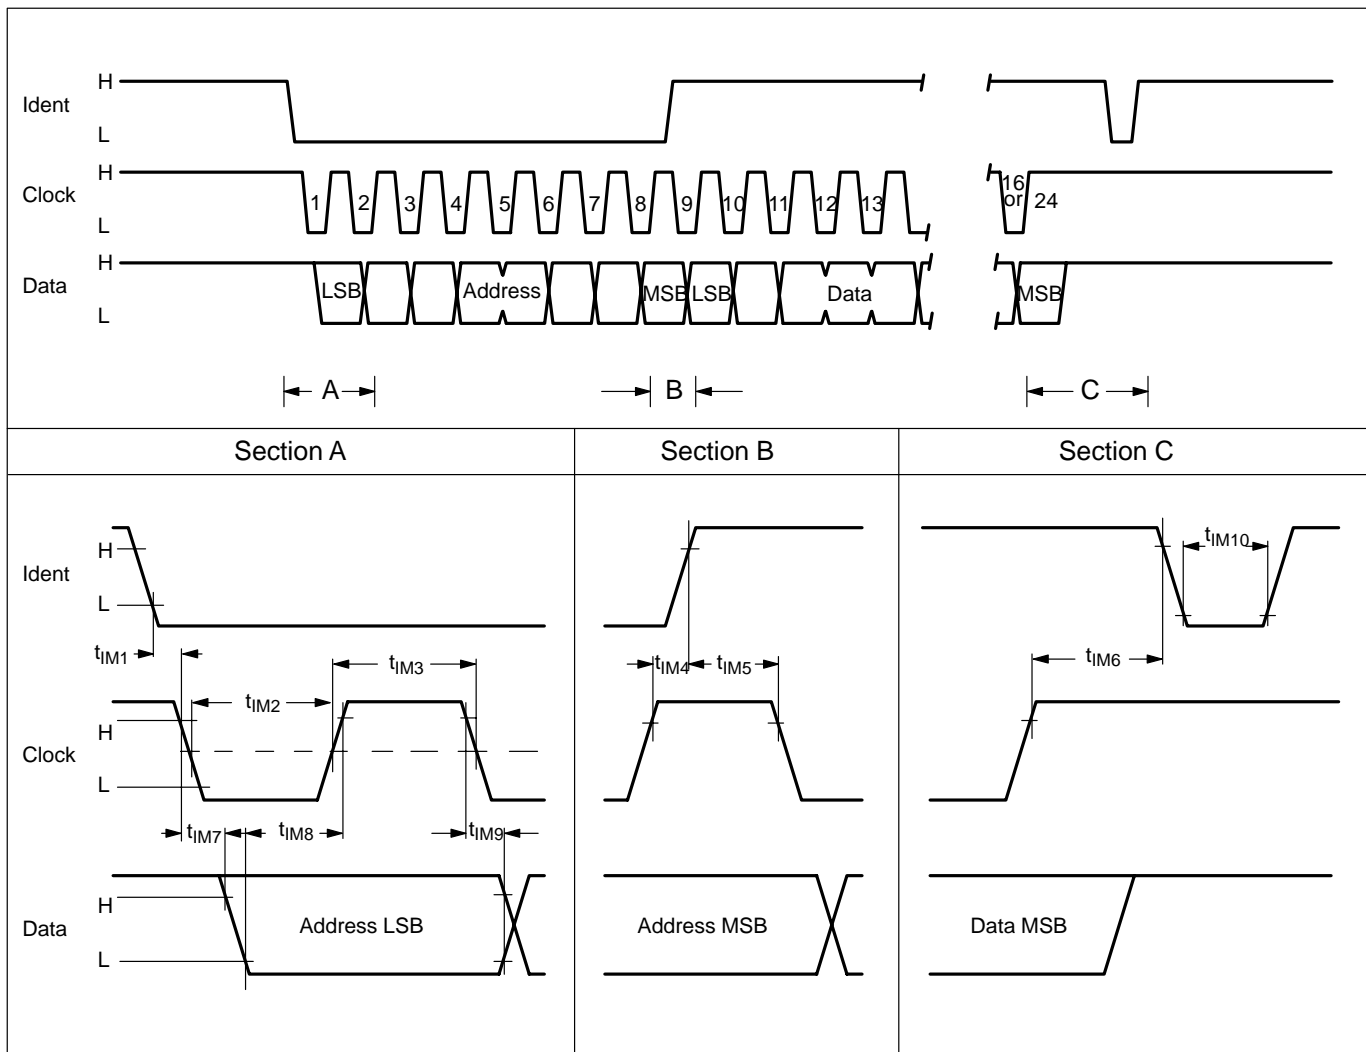 H
Ident
L
H
Clock 1 2 3 4 5 6 7 8 9 10 11 12 13 16 or 24
L
H
Data LSB Address MSB LSB Data MSB
L
A B C
Section A Section B Section C
H
Ident tIM10
L
tIM1 tIM3 tIM4 tIM5 tIM6
tIM2
H
Clock
L
tIM7 tIM8 tIM9
H
Data Address LSB Address MSB Data MSB
L